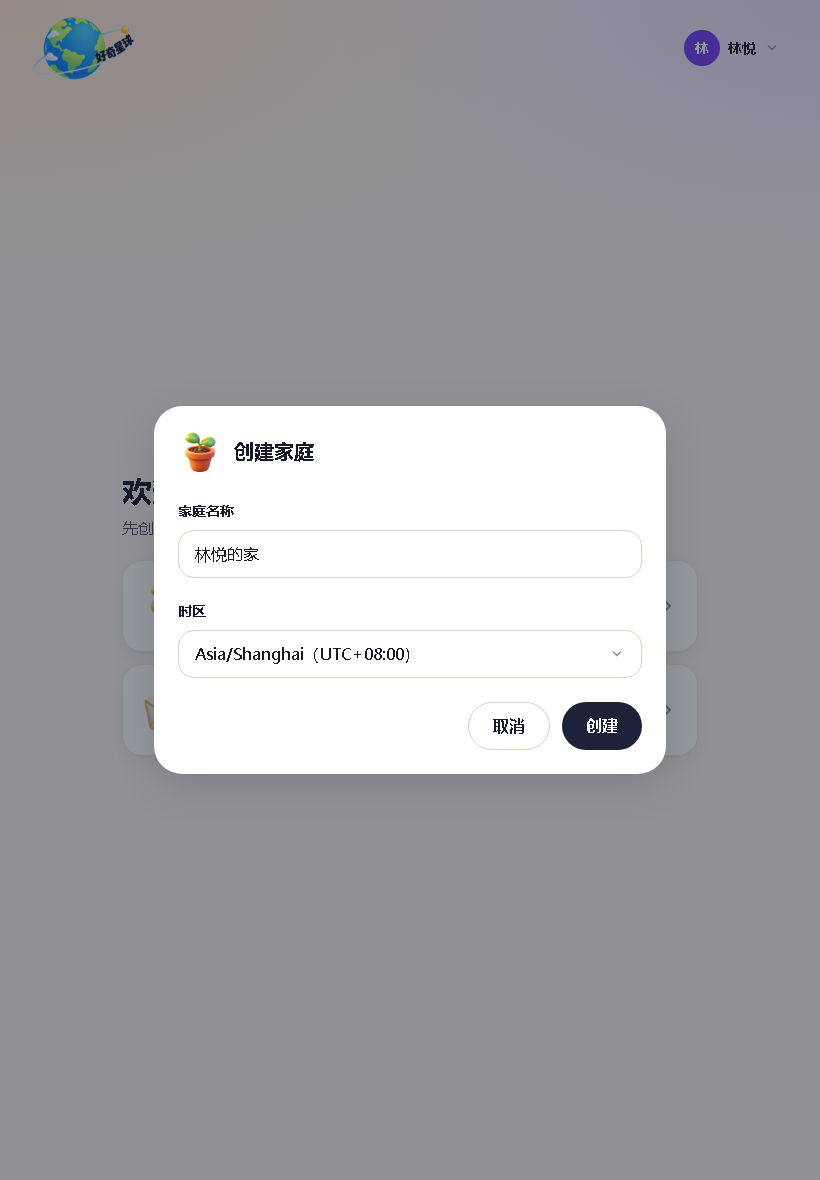 好奇星球
林 林悦
创建家庭
家庭名称
林悦的家
时区
Asia/Shanghai（UTC+08:00）
取消
创建
欢
先创